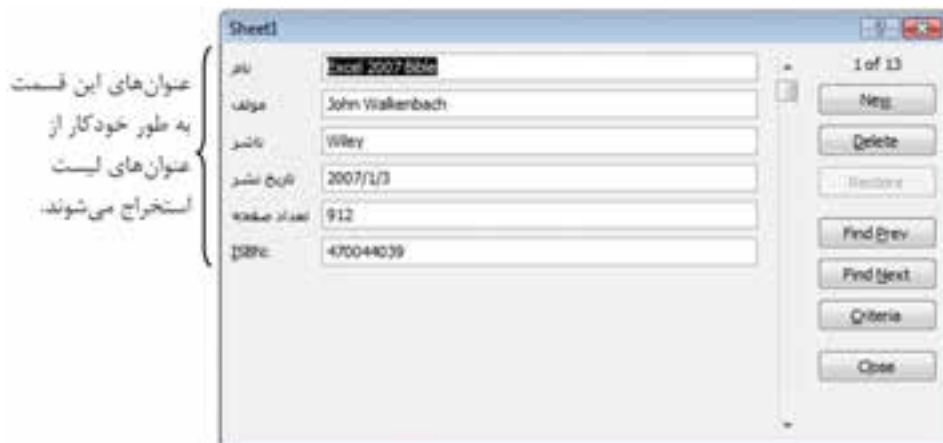 Sheet1
عنوان‌های این قسمت
به طور خودکار از
عنوان‌های لیست
استخراج می‌شوند.
نام Excel 2007 Bible
مولف John Walkenbach
ناشر Wiley
تاریخ نشر 2007/1/3
تعداد صفحه 912
ISBN: 470044039
1 of 13
New
Delete
Restore
Find Prev
Find Next
Criteria
Close